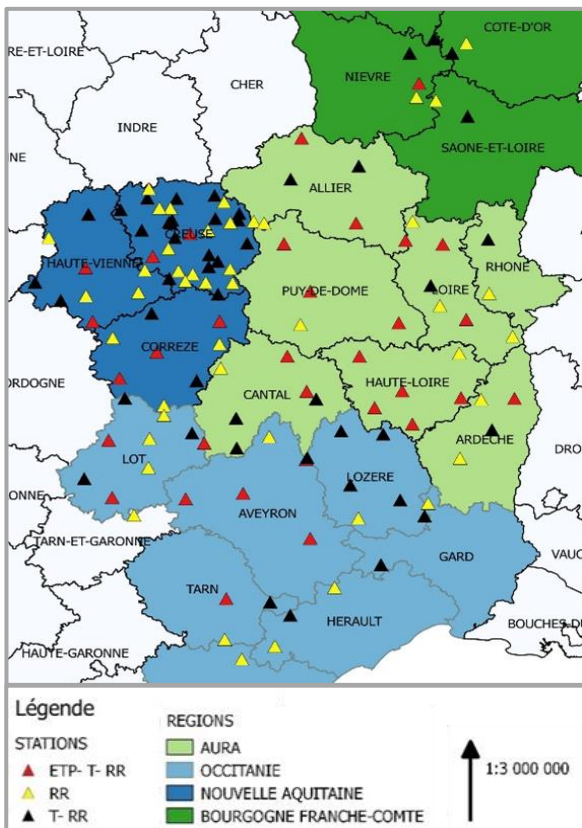 COTE-D'OR
RE-ET-LOIRE
CHER
NIEVRE
INDRE
SAONE-ET-LOIRE
NE
ALLIER
CREUSE
HAUTE-VIENNE
RHONE
PUY-DE-DOME
LOIRE
CORREZE
HAUTE-LOIRE
ORDOGNE
CANTAL
ARDECHE
DRO
LOT
LOZERE
ONNE
AVEYRON
TARN-ET-GARONNE
GARD
VAUC
TARN
HERAULT
BOUCHES DU
HAUTE-GARONNE
Légende
STATIONS
ETP- T- RR
RR
T- RR
REGIONS
AURA
OCCITANIE
NOUVELLE AQUITAINE
BOURGOGNE FRANCHE-COMTE
1:3 000 000